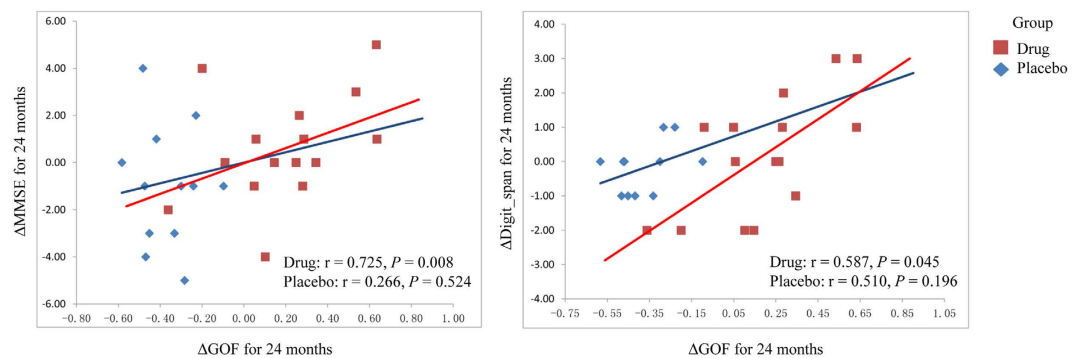 6.00
4.00
2.00
0.00
-2.00
-4.00
-6.00
ΔMMSE for 24 months
Drug: r = 0.725, P = 0.008
Placebo: r = 0.266, P = 0.524
−0.80 −0.60 −0.40 −0.20 0.00 0.20 0.40 0.60 0.80 1.00
ΔGOF for 24 months
4.00
3.00
2.00
1.00
0.00
-1.00
-2.00
-3.00
-4.00
ΔDigit_span for 24 months
Drug: r = 0.587, P = 0.045
Placebo: r = 0.510, P = 0.196
−0.75 −0.55 −0.35 −0.15 0.05 0.25 0.45 0.65 0.85 1.05
ΔGOF for 24 months
Group
Drug
Placebo